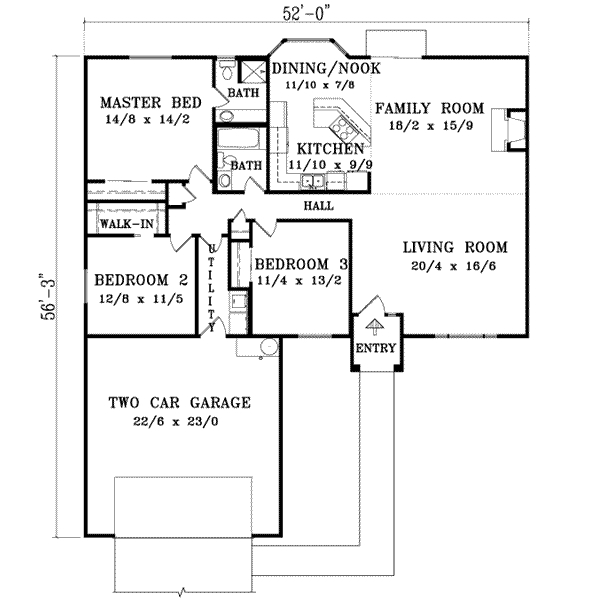 52'-0"
DINING/NOOK
11/10 x 7/8
BATH
MASTER BED
14/8 x 14/2
FAMILY ROOM
18/2 x 15/9
KITCHEN
11/10 x 9/9
BATH
HALL
WALK-IN
LIVING ROOM
20/4 x 16/6
BEDROOM 2
12/8 x 11/5
UTILITY
BEDROOM 3
11/4 x 13/2
56'-3"
ENTRY
TWO CAR GARAGE
22/6 x 23/0